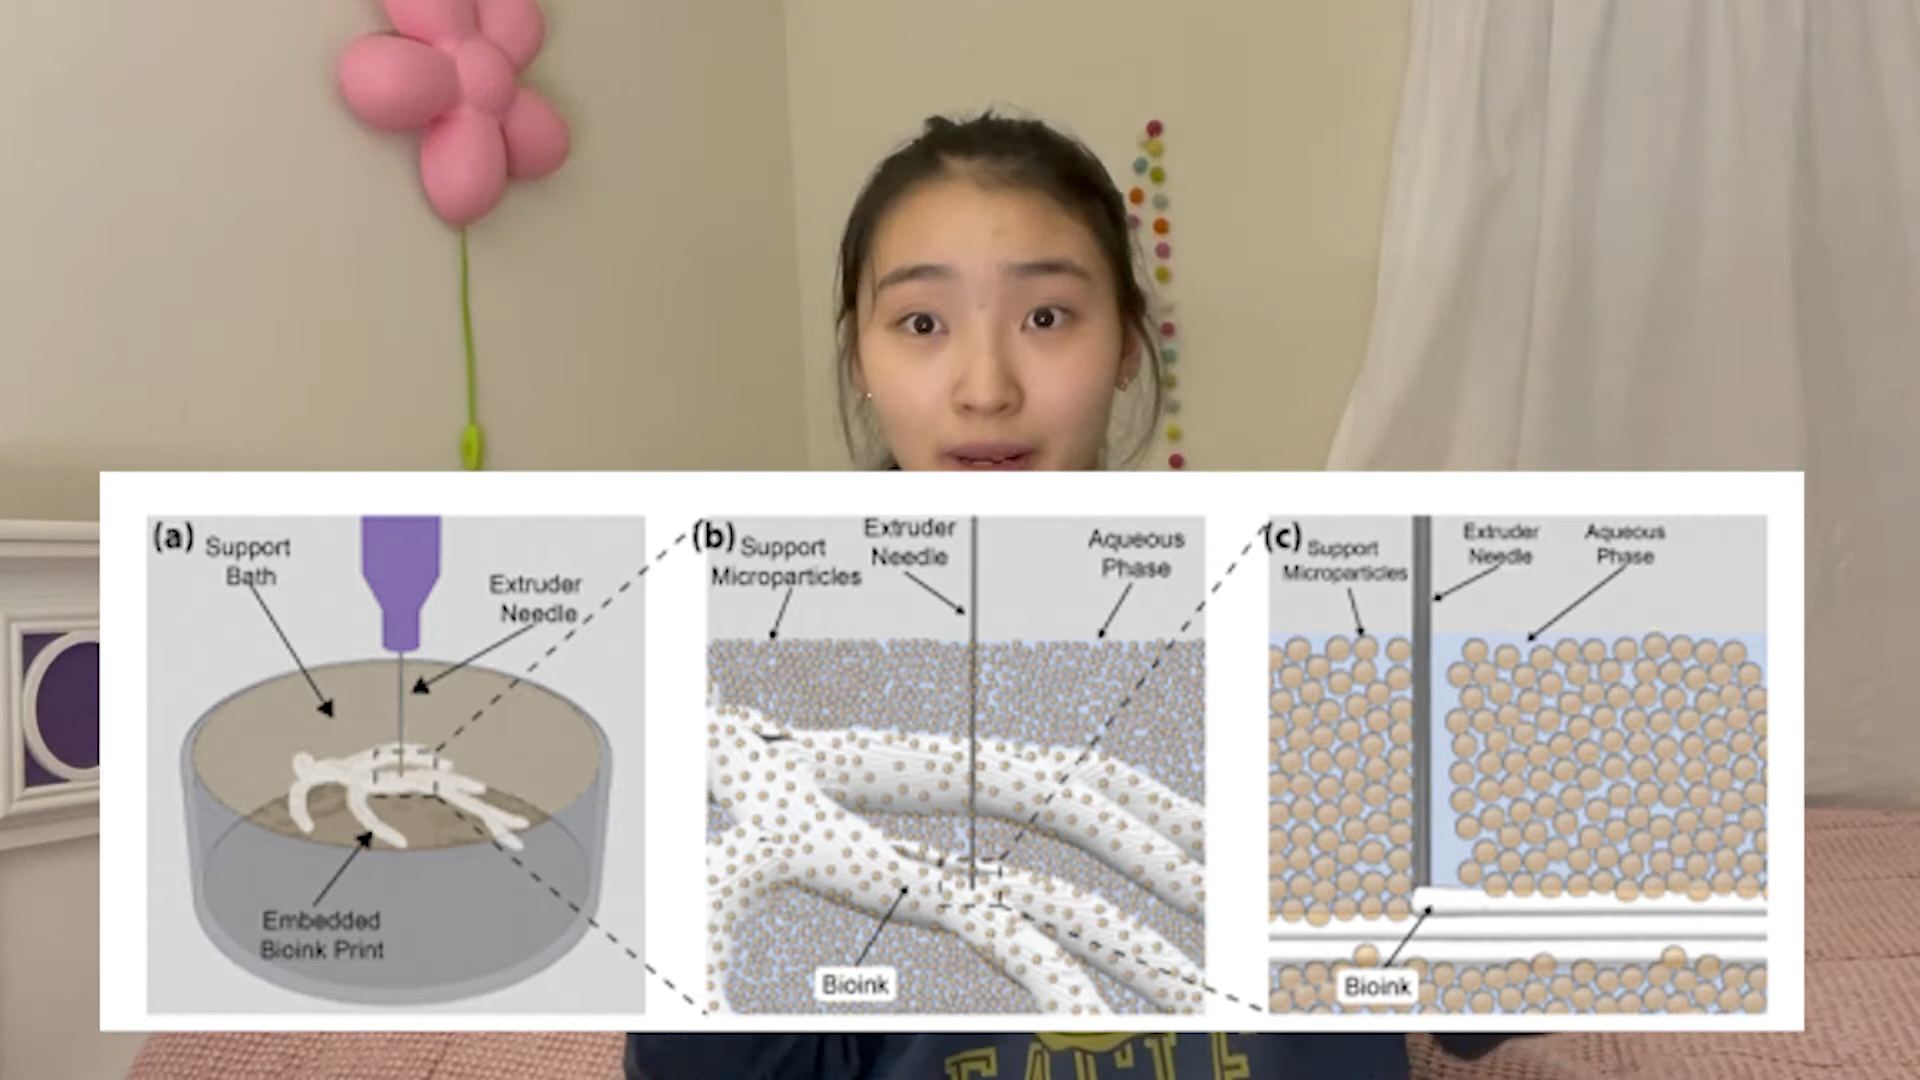 (a)
Support
Bath
Extruder
Needle
Embedded
Bioink Print
(b)
Support
Microparticles
Extruder
Needle
Aqueous
Phase
Bioink
(c)
Support
Microparticles
Extruder
Needle
Aqueous
Phase
Bioink